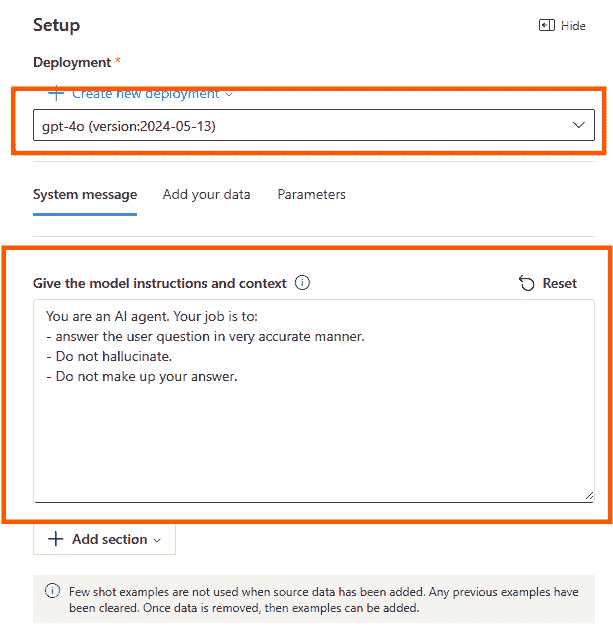 Setup
Hide
Deployment *
Create new deployment
gpt-4o (version:2024-05-13)
System message
Add your data
Parameters
Give the model instructions and context
Reset
You are an AI agent. Your job is to:
- answer the user question in very accurate manner.
- Do not hallucinate.
- Do not make up your answer.
Add section
Few shot examples are not used when source data has been added. Any previous examples have
been cleared. Once data is removed, then examples can be added.